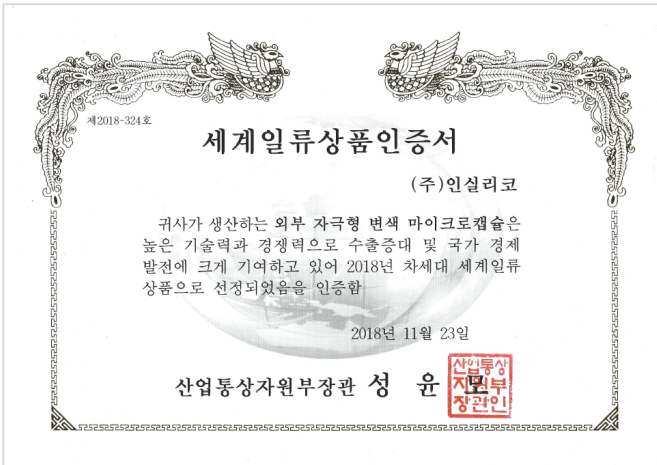 제2018-324호
세계일류상품인증서
(주)인실리코
귀사가 생산하는 외부 자극형 변색 마이크로캡슐은
높은 기술력과 경쟁력으로 수출증대 및 국가 경제
발전에 크게 기여하고 있어 2018년 차세대 세계일류
상품으로 선정되었음을 인증함
2018년 11월 23일
산업통상자원부장관 성 윤 모
산업통상
자원부
장관인